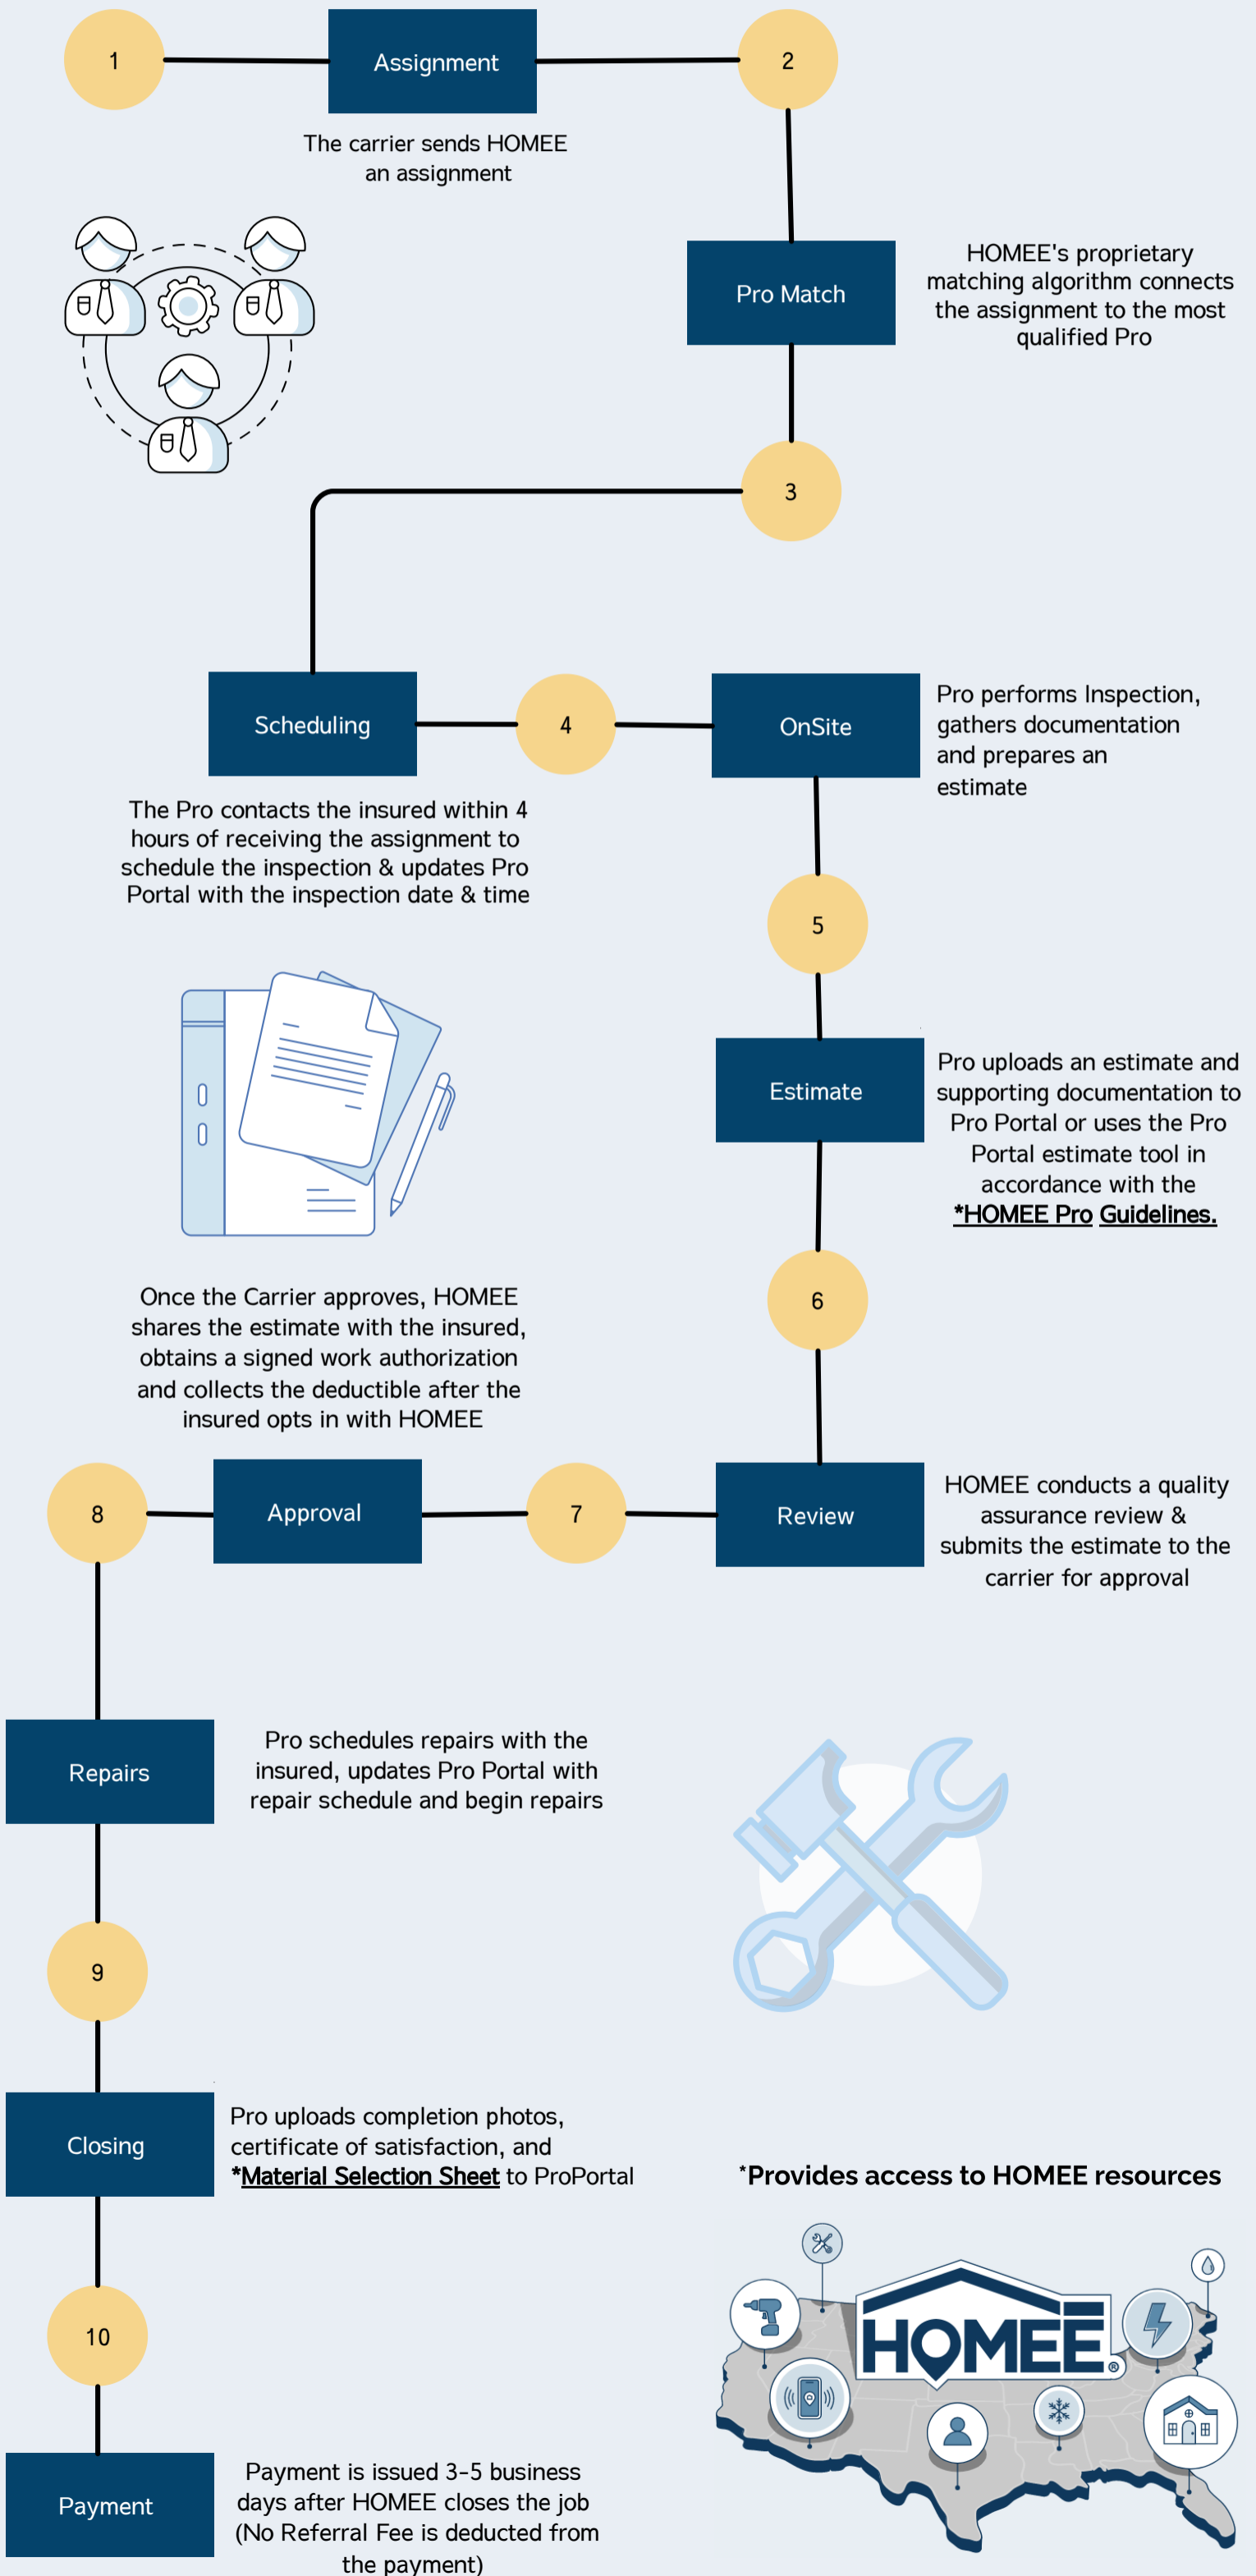 1
Assignment
2
The carrier sends HOMEE
an assignment
Pro Match
HOMEE's proprietary
matching algorithm connects
the assignment to the most
qualified Pro
3
Scheduling
4
OnSite
Pro performs Inspection,
gathers documentation
and prepares an
estimate
The Pro contacts the insured within 4
hours of receiving the assignment to
schedule the inspection & updates Pro
Portal with the inspection date & time
5
Estimate
Pro uploads an estimate and
supporting documentation to
Pro Portal or uses the Pro
Portal estimate tool in
accordance with the
*HOMEE Pro Guidelines.
6
Once the Carrier approves, HOMEE
shares the estimate with the insured,
obtains a signed work authorization
and collects the deductible after the
insured opts in with HOMEE
8
Approval
7
Review
HOMEE conducts a quality
assurance review &
submits the estimate to the
carrier for approval
Repairs
Pro schedules repairs with the
insured, updates Pro Portal with
repair schedule and begin repairs
9
Closing
Pro uploads completion photos,
certificate of satisfaction, and
*Material Selection Sheet to ProPortal
*Provides access to HOMEE resources
HOMEE®
10
Payment
Payment is issued 3-5 business
days after HOMEE closes the job
(No Referral Fee is deducted from
the payment)